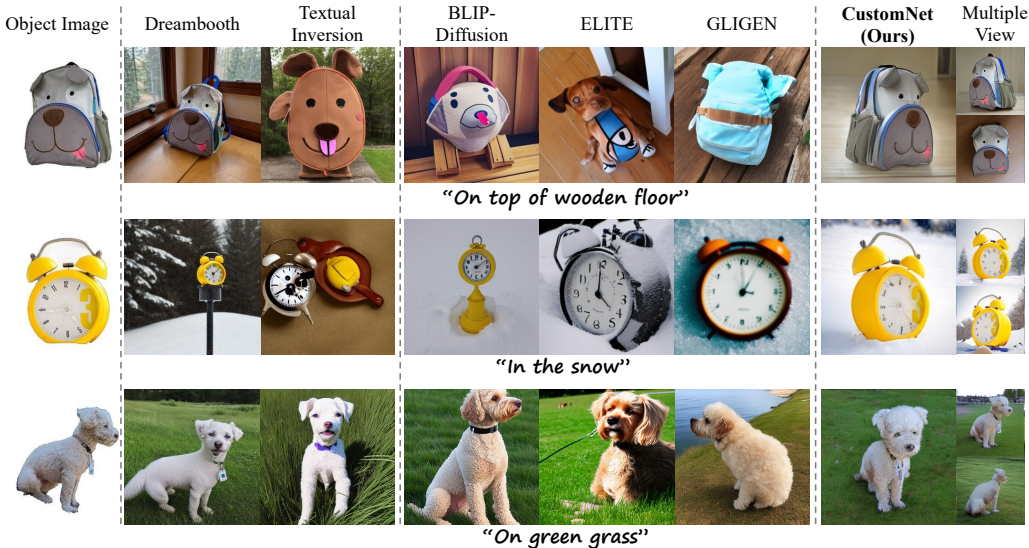 Object Image
Dreambooth
Textual
Inversion
BLIP-
Diffusion
ELITE
GLIGEN
CustomNet
(Ours)
Multiple
View
“On top of wooden floor”
“In the snow”
“On green grass”